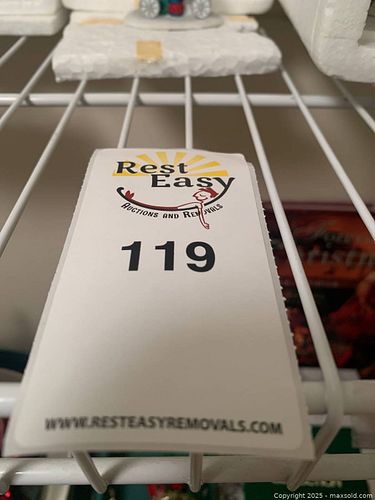 Rest
Easy
AUCTIONS AND REMOVALS
119
WWW.RESTEASYREMOVALS.COM
Copyright 2025 - maxsold.com